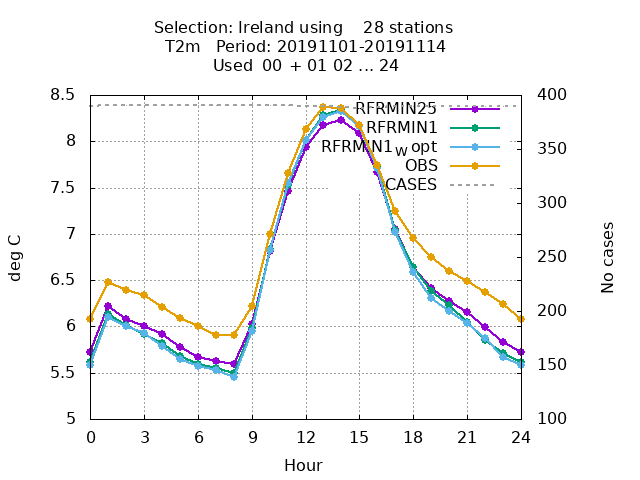 Selection: Ireland using    28 stations
T2m   Period: 20191101-20191114
Used  00 + 01 02 ... 24
8.5 400
RFRMIN25
RFRMIN1
8 350
RFRMIN1_W opt
OBS
CASES
7.5 300
7 250
deg C
No cases
6.5
6 200
5.5 150
5 100
0 3 6 9 12 15 18 21 24
Hour